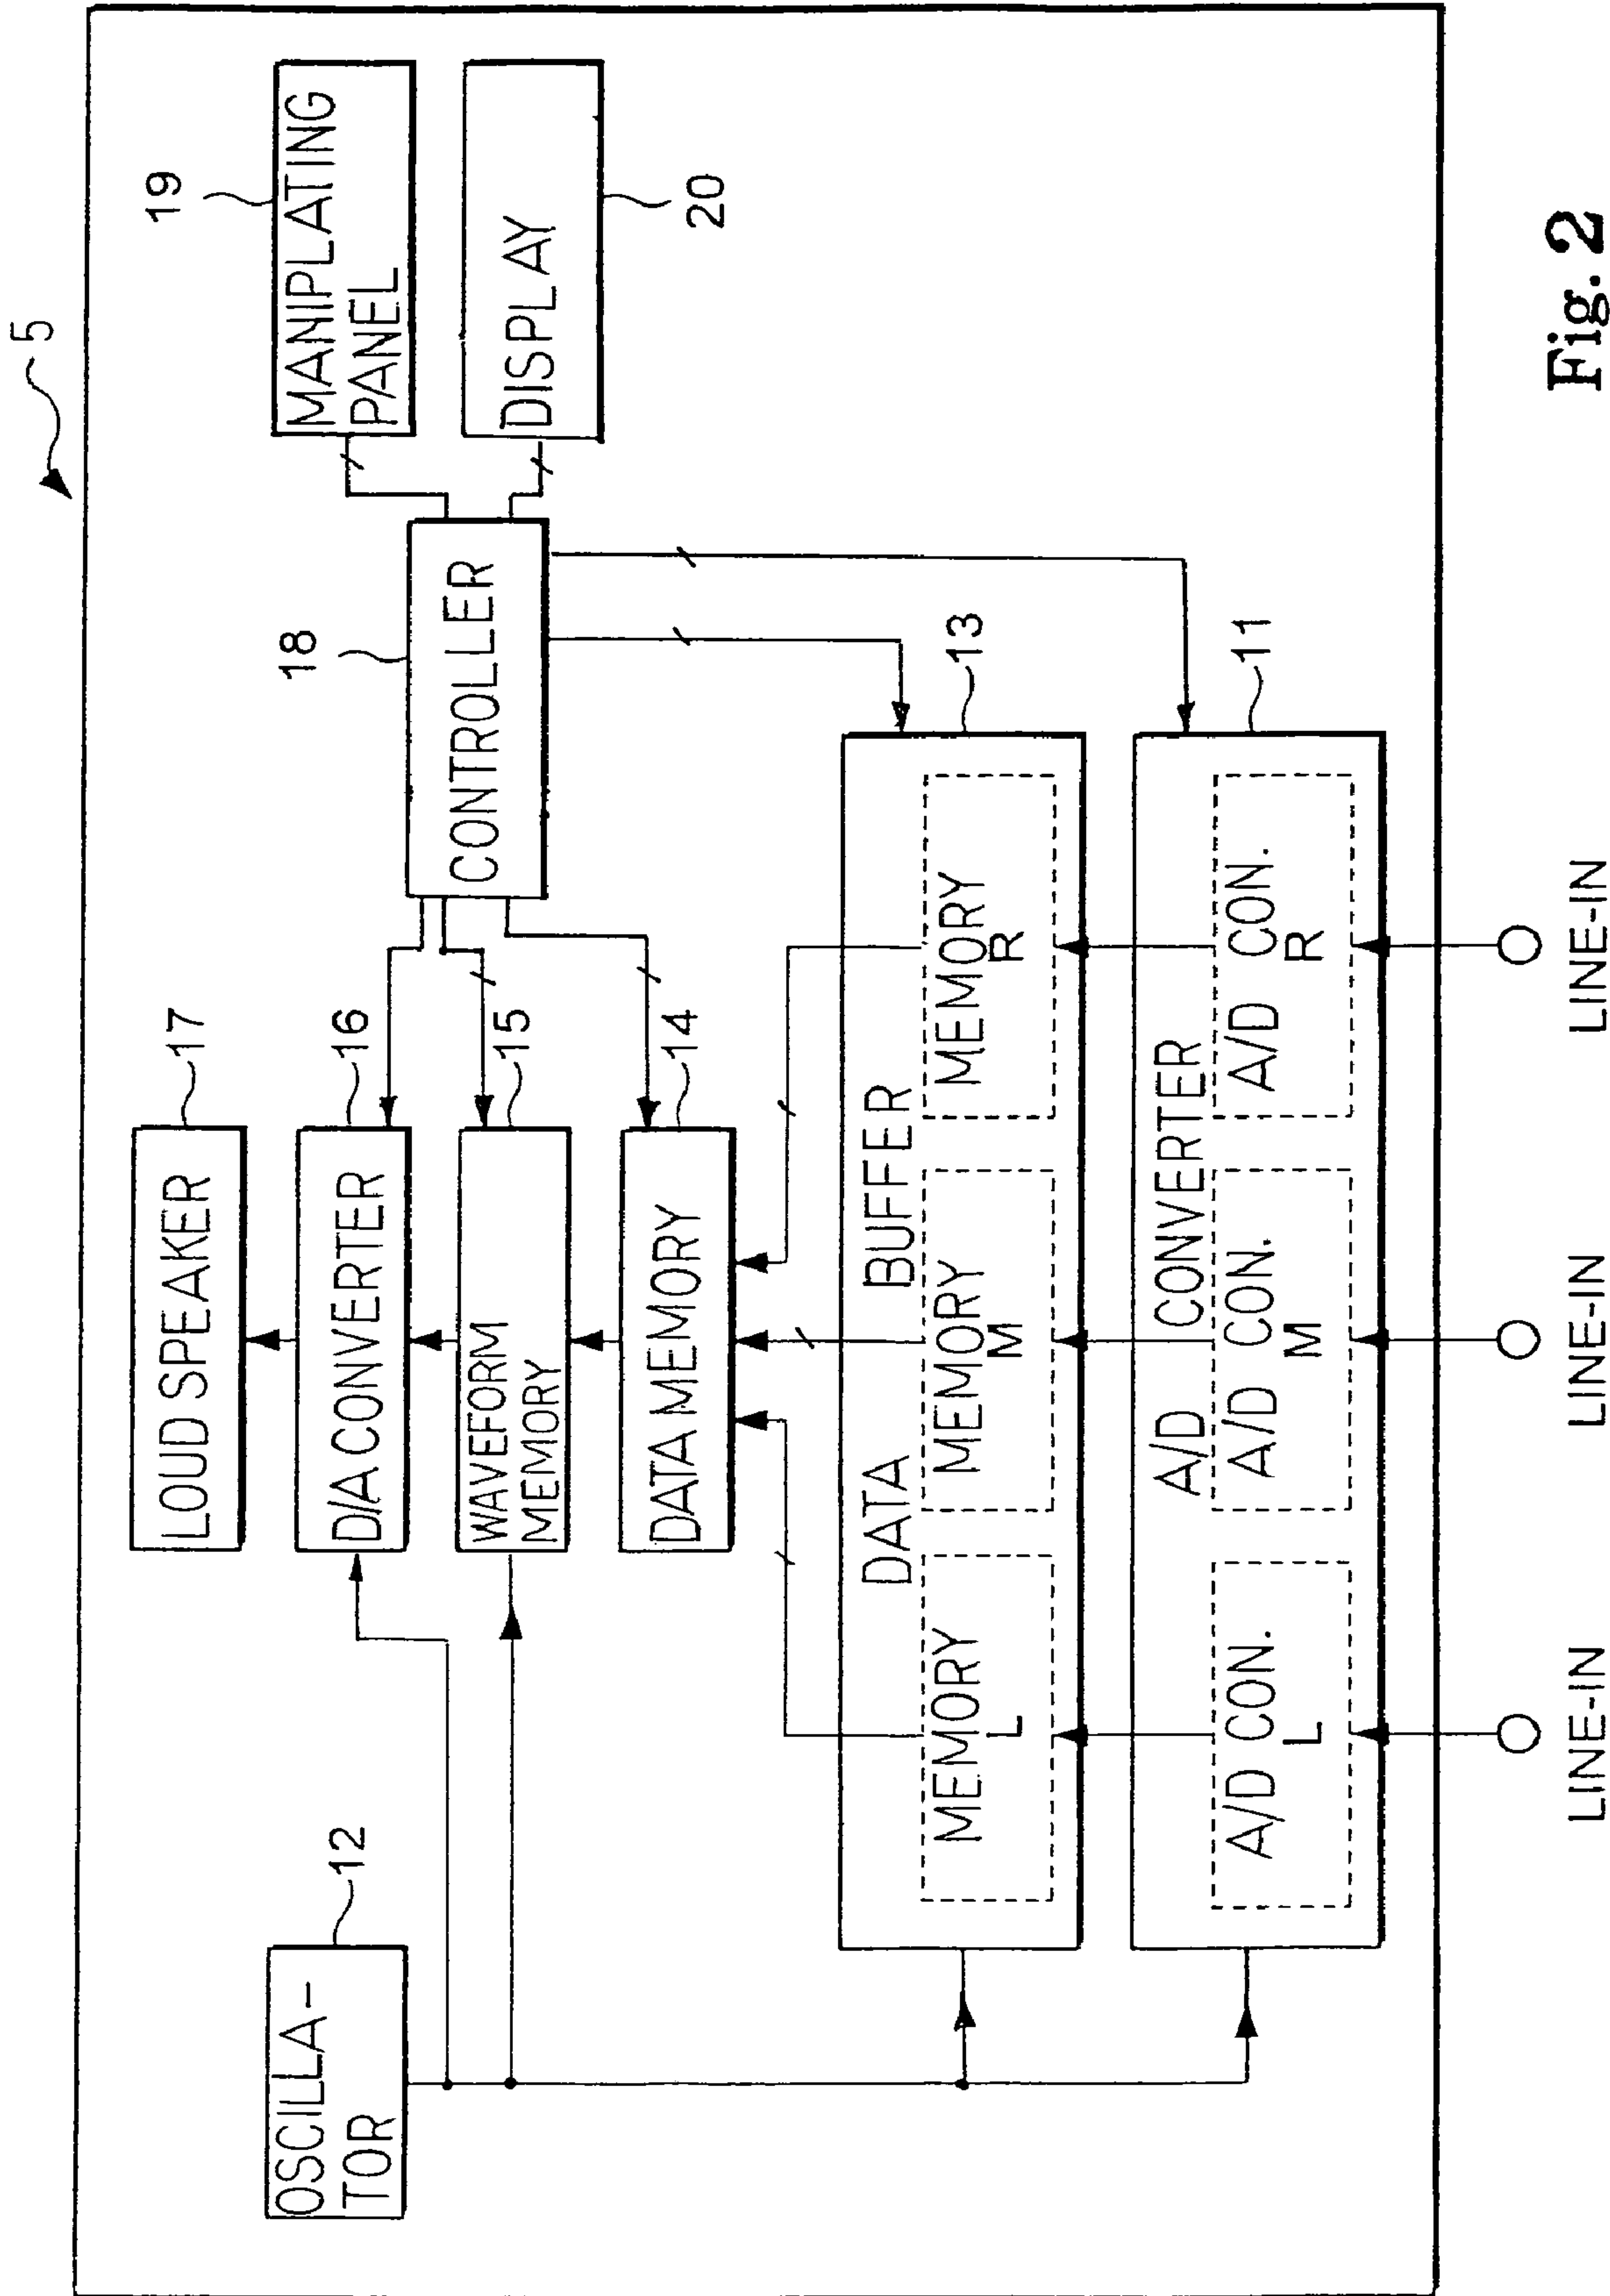 5
OSCILLA-
TOR
12
LOUD SPEAKER
17
D/A CONVERTER
16
WAVEFORM
MEMORY
15
DATA MEMORY
14
CONTROLLER
18
MANIPLATING
PANEL
19
DISPLAY
20
DATA BUFFER
13
MEMORY
L
MEMORY
M
MEMORY
R
A/D CONVERTER
11
A/D CON.
L
A/D CON.
M
A/D CON.
R
LINE-IN
LINE-IN
LINE-IN
Fig. 2